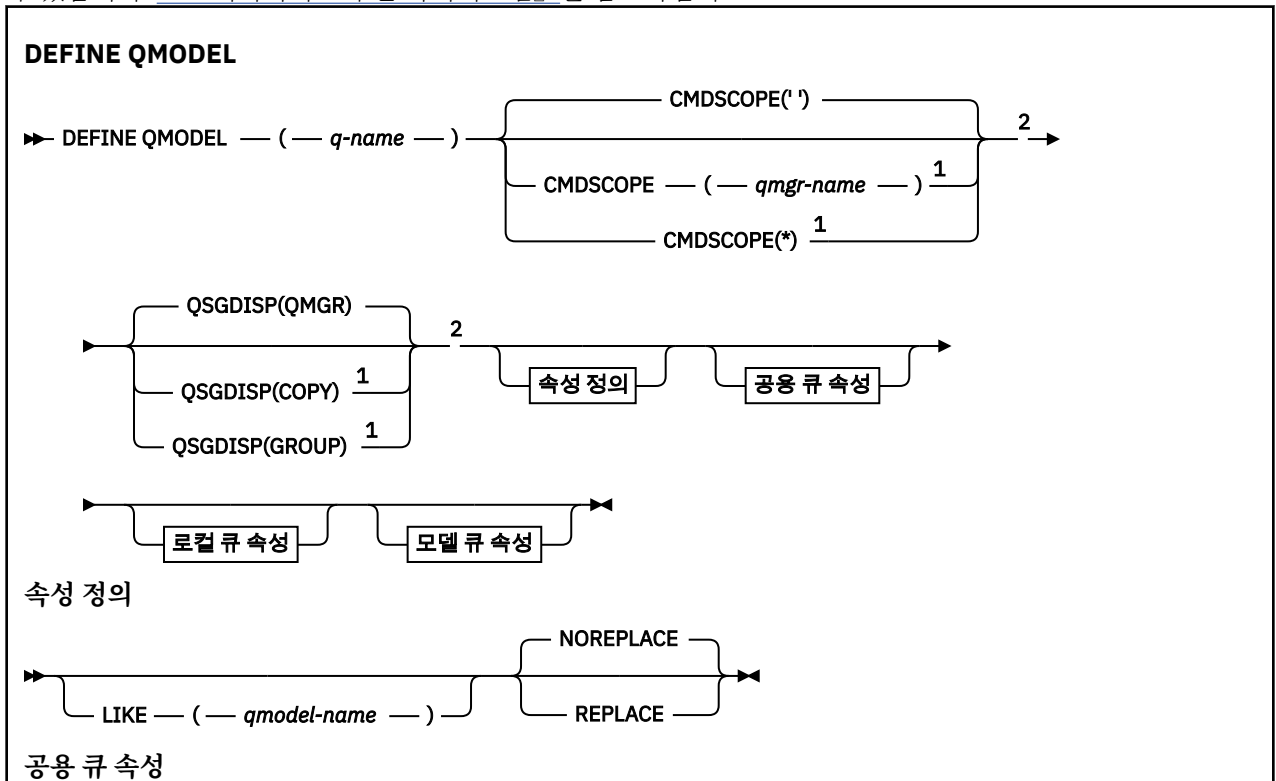 DEFINE QMODEL
CMDSCOPE(' ')
DEFINE QMODEL ( q-name ) 2
CMDSCOPE ( qmgr-name ) 1
CMDSCOPE(*) 1
QSGDISP(QMGR) 2
QSGDISP(COPY) 1
QSGDISP(GROUP) 1
속성 정의 공용 큐 속성
로컬 큐 속성 모델 큐 속성
속성 정의
NOREPLACE
LIKE ( qmodel-name ) REPLACE
공용 큐 속성